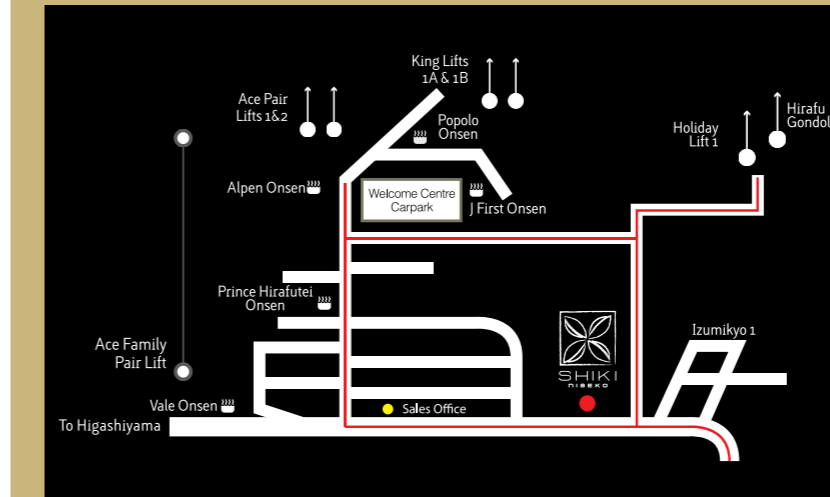 King Lifts
1A & 1B
Ace Pair
Lifts 1&2
Popolo
Onsen
Hirafu
Gondol
Holiday
Lift 1
Alpen Onsen
Welcome Centre
Carpark
J First Onsen
Prince Hirafutei
Onsen
Izumikyo 1
Ace Family
Pair Lift
SHIKI
NISEKO
Vale Onsen
Sales Office
To Higashiyama